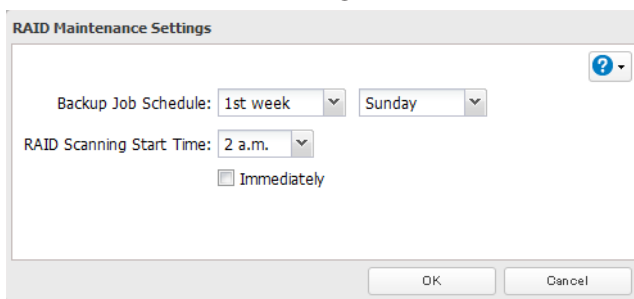 RAID Maintenance Settings
?
Backup Job Schedule: 1st week Sunday
RAID Scanning Start Time: 2 a.m.
Immediately
OK Cancel